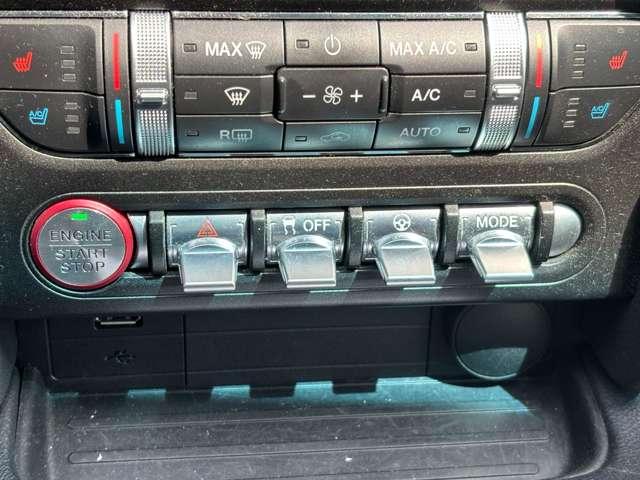 MAX
MAX A/C
A/C
A/C
A/C
R
AUTO
ENGINE
START
STOP
OFF
MODE